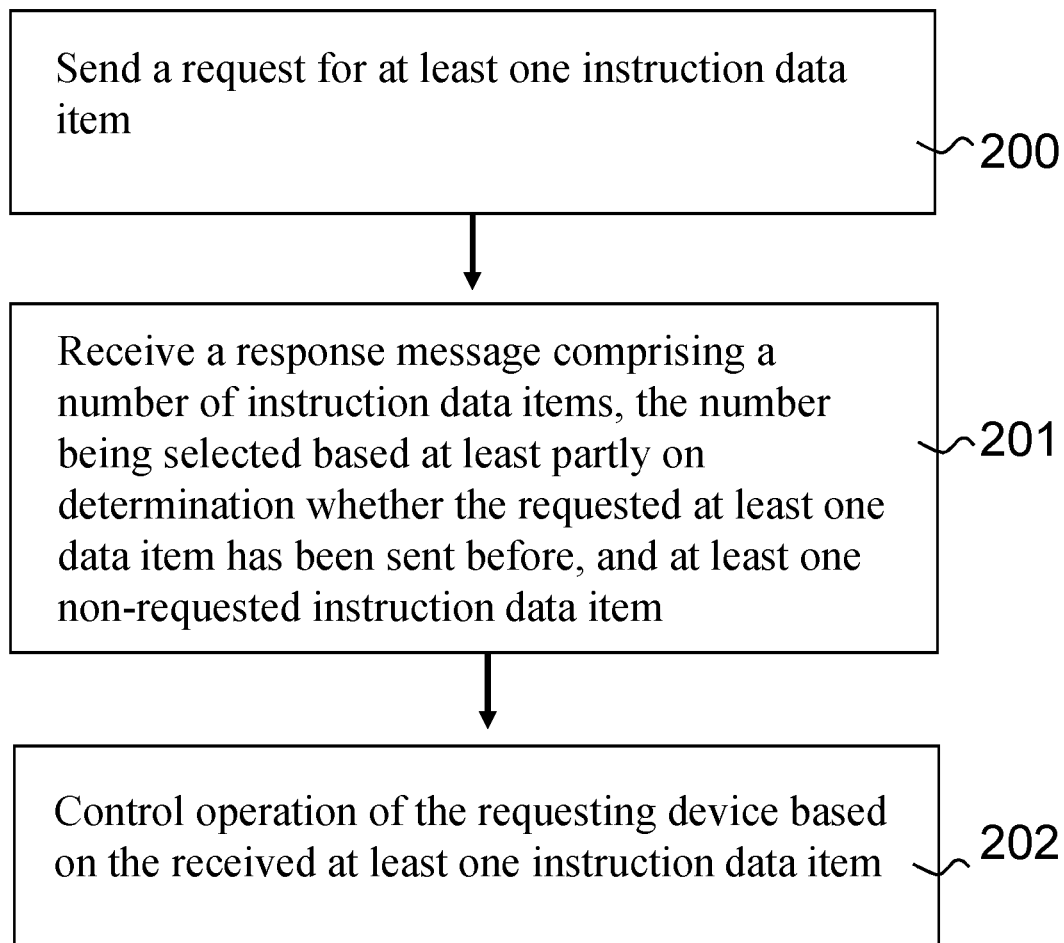 Send a request for at least one instruction data
item
200
Receive a response message comprising a
number of instruction data items, the number
being selected based at least partly on
determination whether the requested at least one
data item has been sent before, and at least one
non-requested instruction data item
201
Control operation of the requesting device based
on the received at least one instruction data item
202